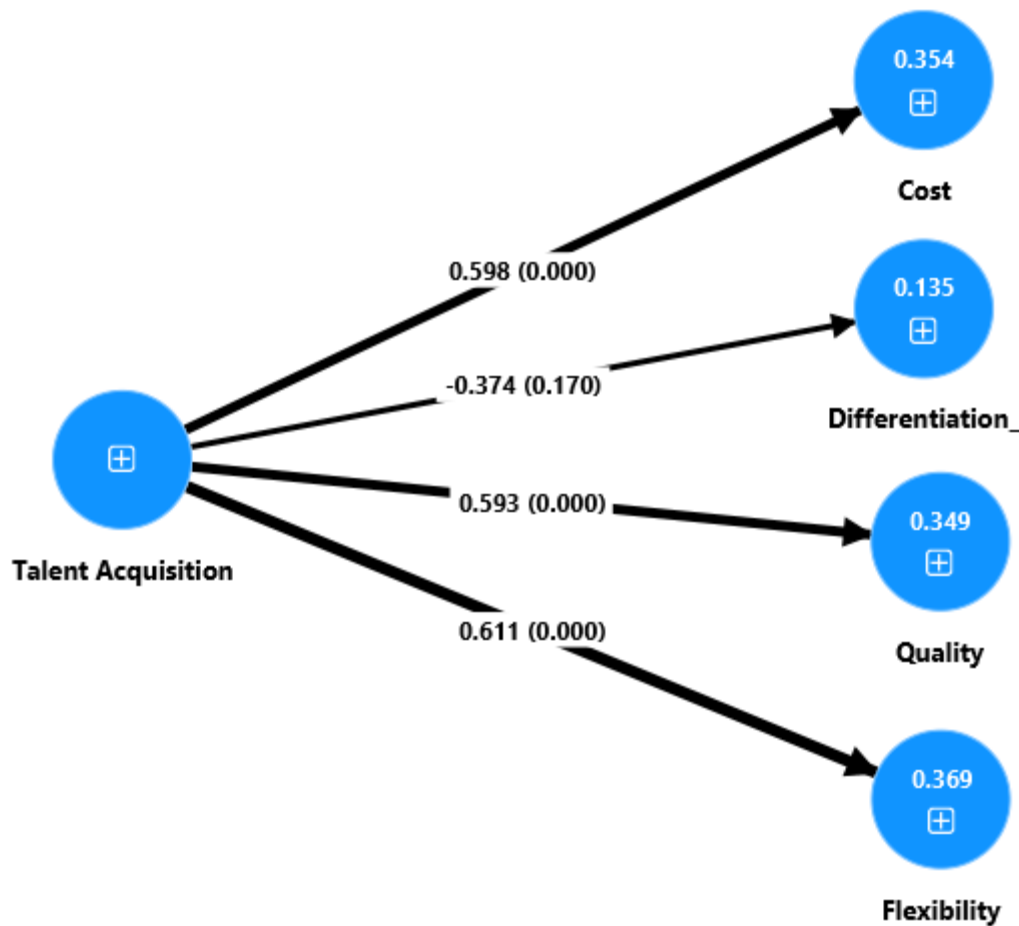 0.354
Cost
0.598 (0.000)
0.135
-0.374 (0.170)
Differentiation_
Talent Acquisition
0.593 (0.000)
0.349
Quality
0.611 (0.000)
0.369
Flexibility